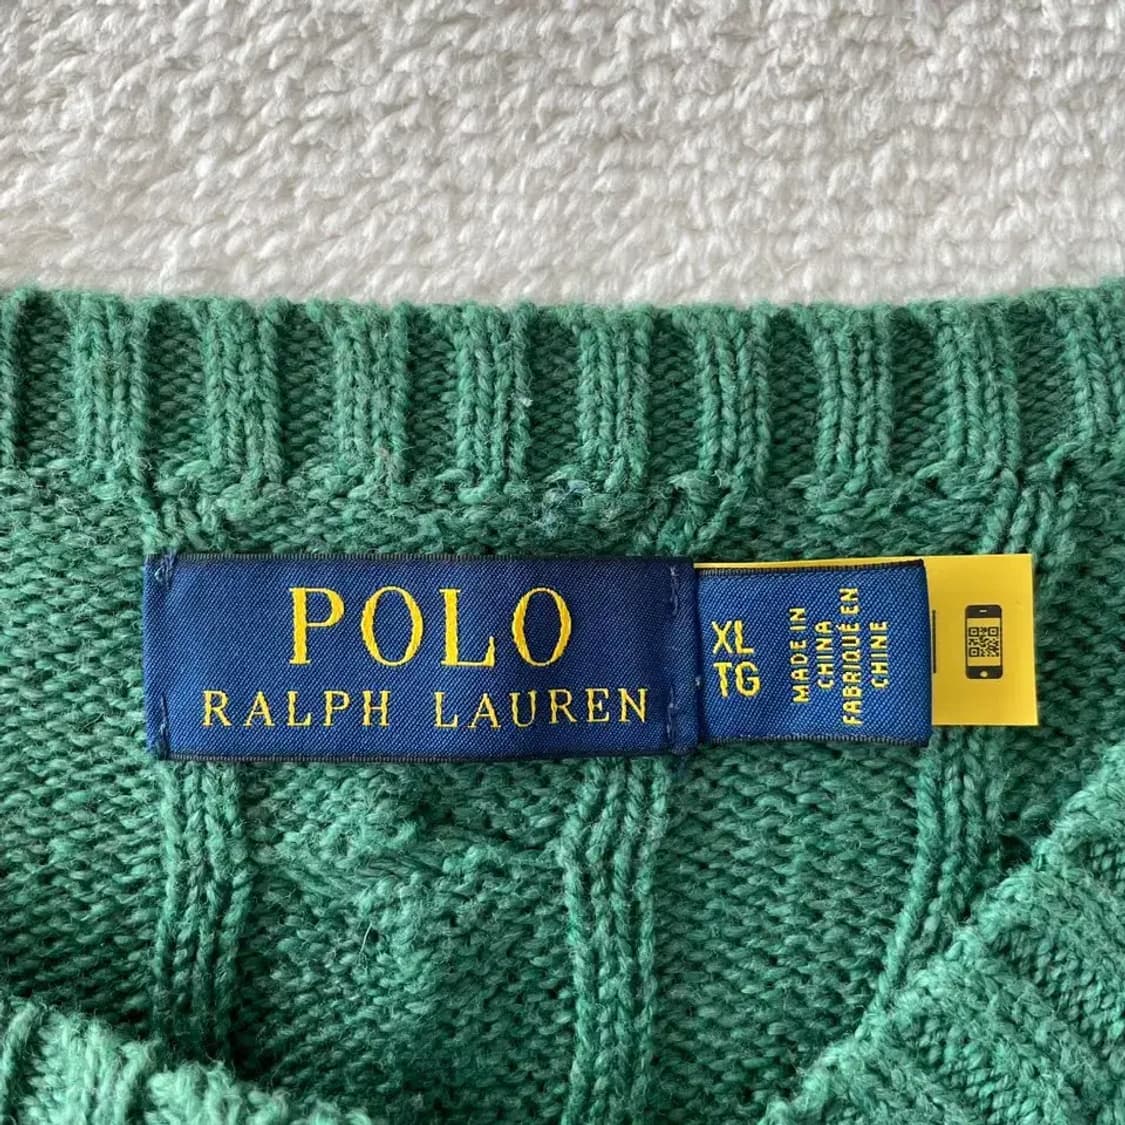 POLO
RALPH LAUREN
XL
TG
MADE IN
CHINA
FABRIQUÉ EN
CHINE